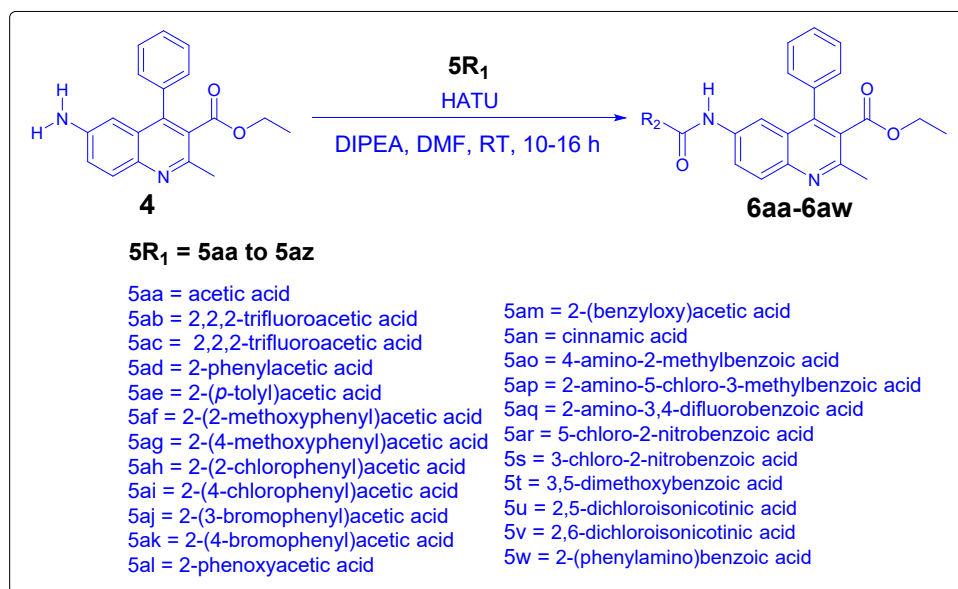 5R₁
HATU
DIPEA, DMF, RT, 10-16 h
H
N
H
O
O
N
4
H
N
R₂
O
O
O
N
6aa-6aw
5R₁ = 5aa to 5az
5aa = acetic acid
5ab = 2,2,2-trifluoroacetic acid
5ac = 2,2,2-trifluoroacetic acid
5ad = 2-phenylacetic acid
5ae = 2-(p-tolyl)acetic acid
5af = 2-(2-methoxyphenyl)acetic acid
5ag = 2-(4-methoxyphenyl)acetic acid
5ah = 2-(2-chlorophenyl)acetic acid
5ai = 2-(4-chlorophenyl)acetic acid
5aj = 2-(3-bromophenyl)acetic acid
5ak = 2-(4-bromophenyl)acetic acid
5al = 2-phenoxyacetic acid
5am = 2-(benzyloxy)acetic acid
5an = cinnamic acid
5ao = 4-amino-2-methylbenzoic acid
5ap = 2-amino-5-chloro-3-methylbenzoic acid
5aq = 2-amino-3,4-difluorobenzoic acid
5ar = 5-chloro-2-nitrobenzoic acid
5s = 3-chloro-2-nitrobenzoic acid
5t = 3,5-dimethoxybenzoic acid
5u = 2,5-dichloroisonicotinic acid
5v = 2,6-dichloroisonicotinic acid
5w = 2-(phenylamino)benzoic acid